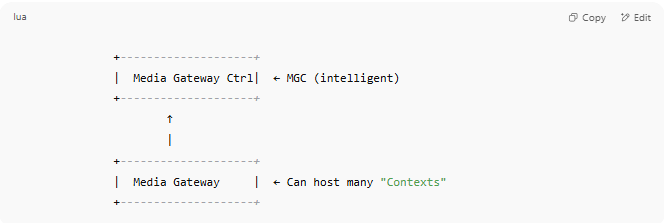 lua Copy Edit
+--------------------+
| Media Gateway Ctrl| ← MGC (intelligent)
+--------------------+
↑
|
+--------------------+
| Media Gateway | ← Can host many "Contexts"
+--------------------+